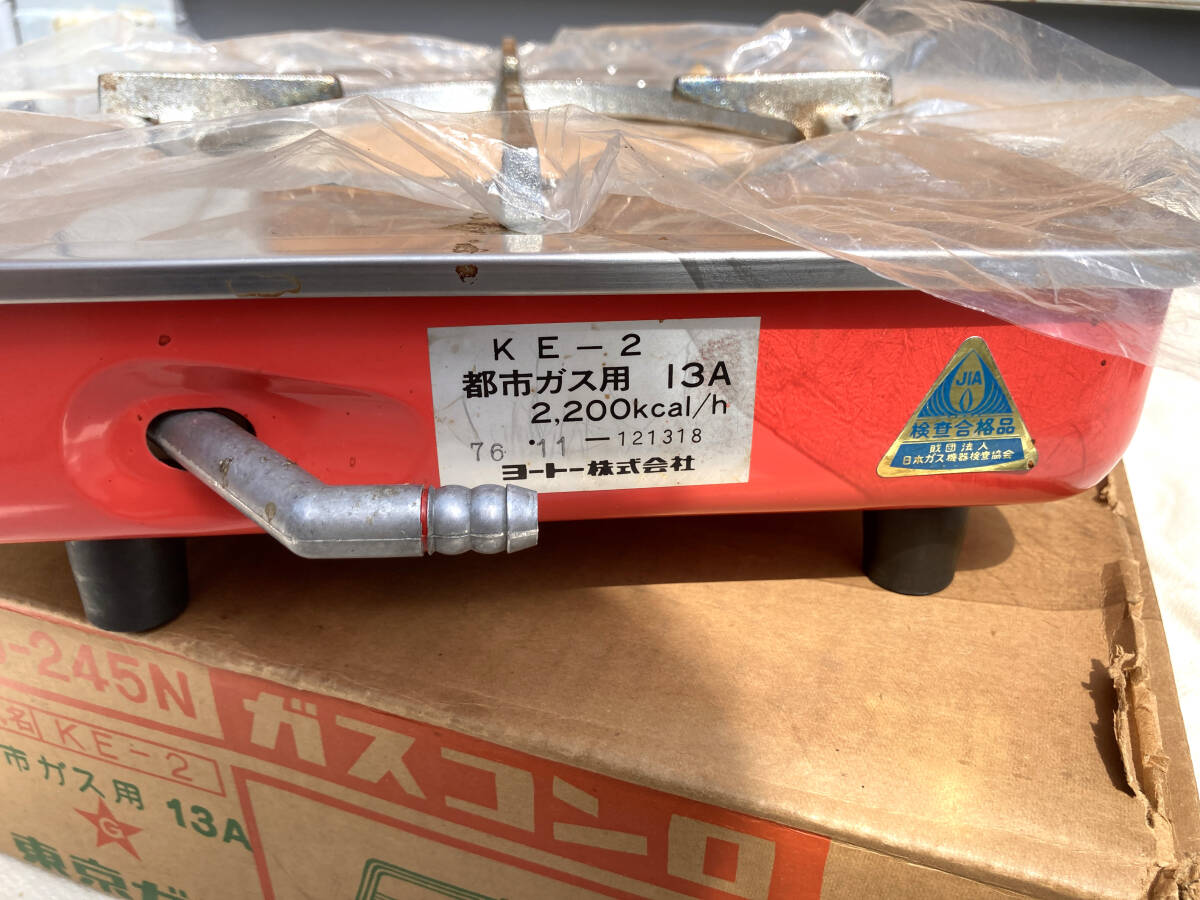 KE-2
都市ガス用 13A
2,200kcal/h
76.11-121318
ヨートー株式会社
JIA
検査合格品
財団法人
日本ガス機器検査協会
-245N
ガスコンロ
名 KE-2
市ガス用 13A
G
東京ガ